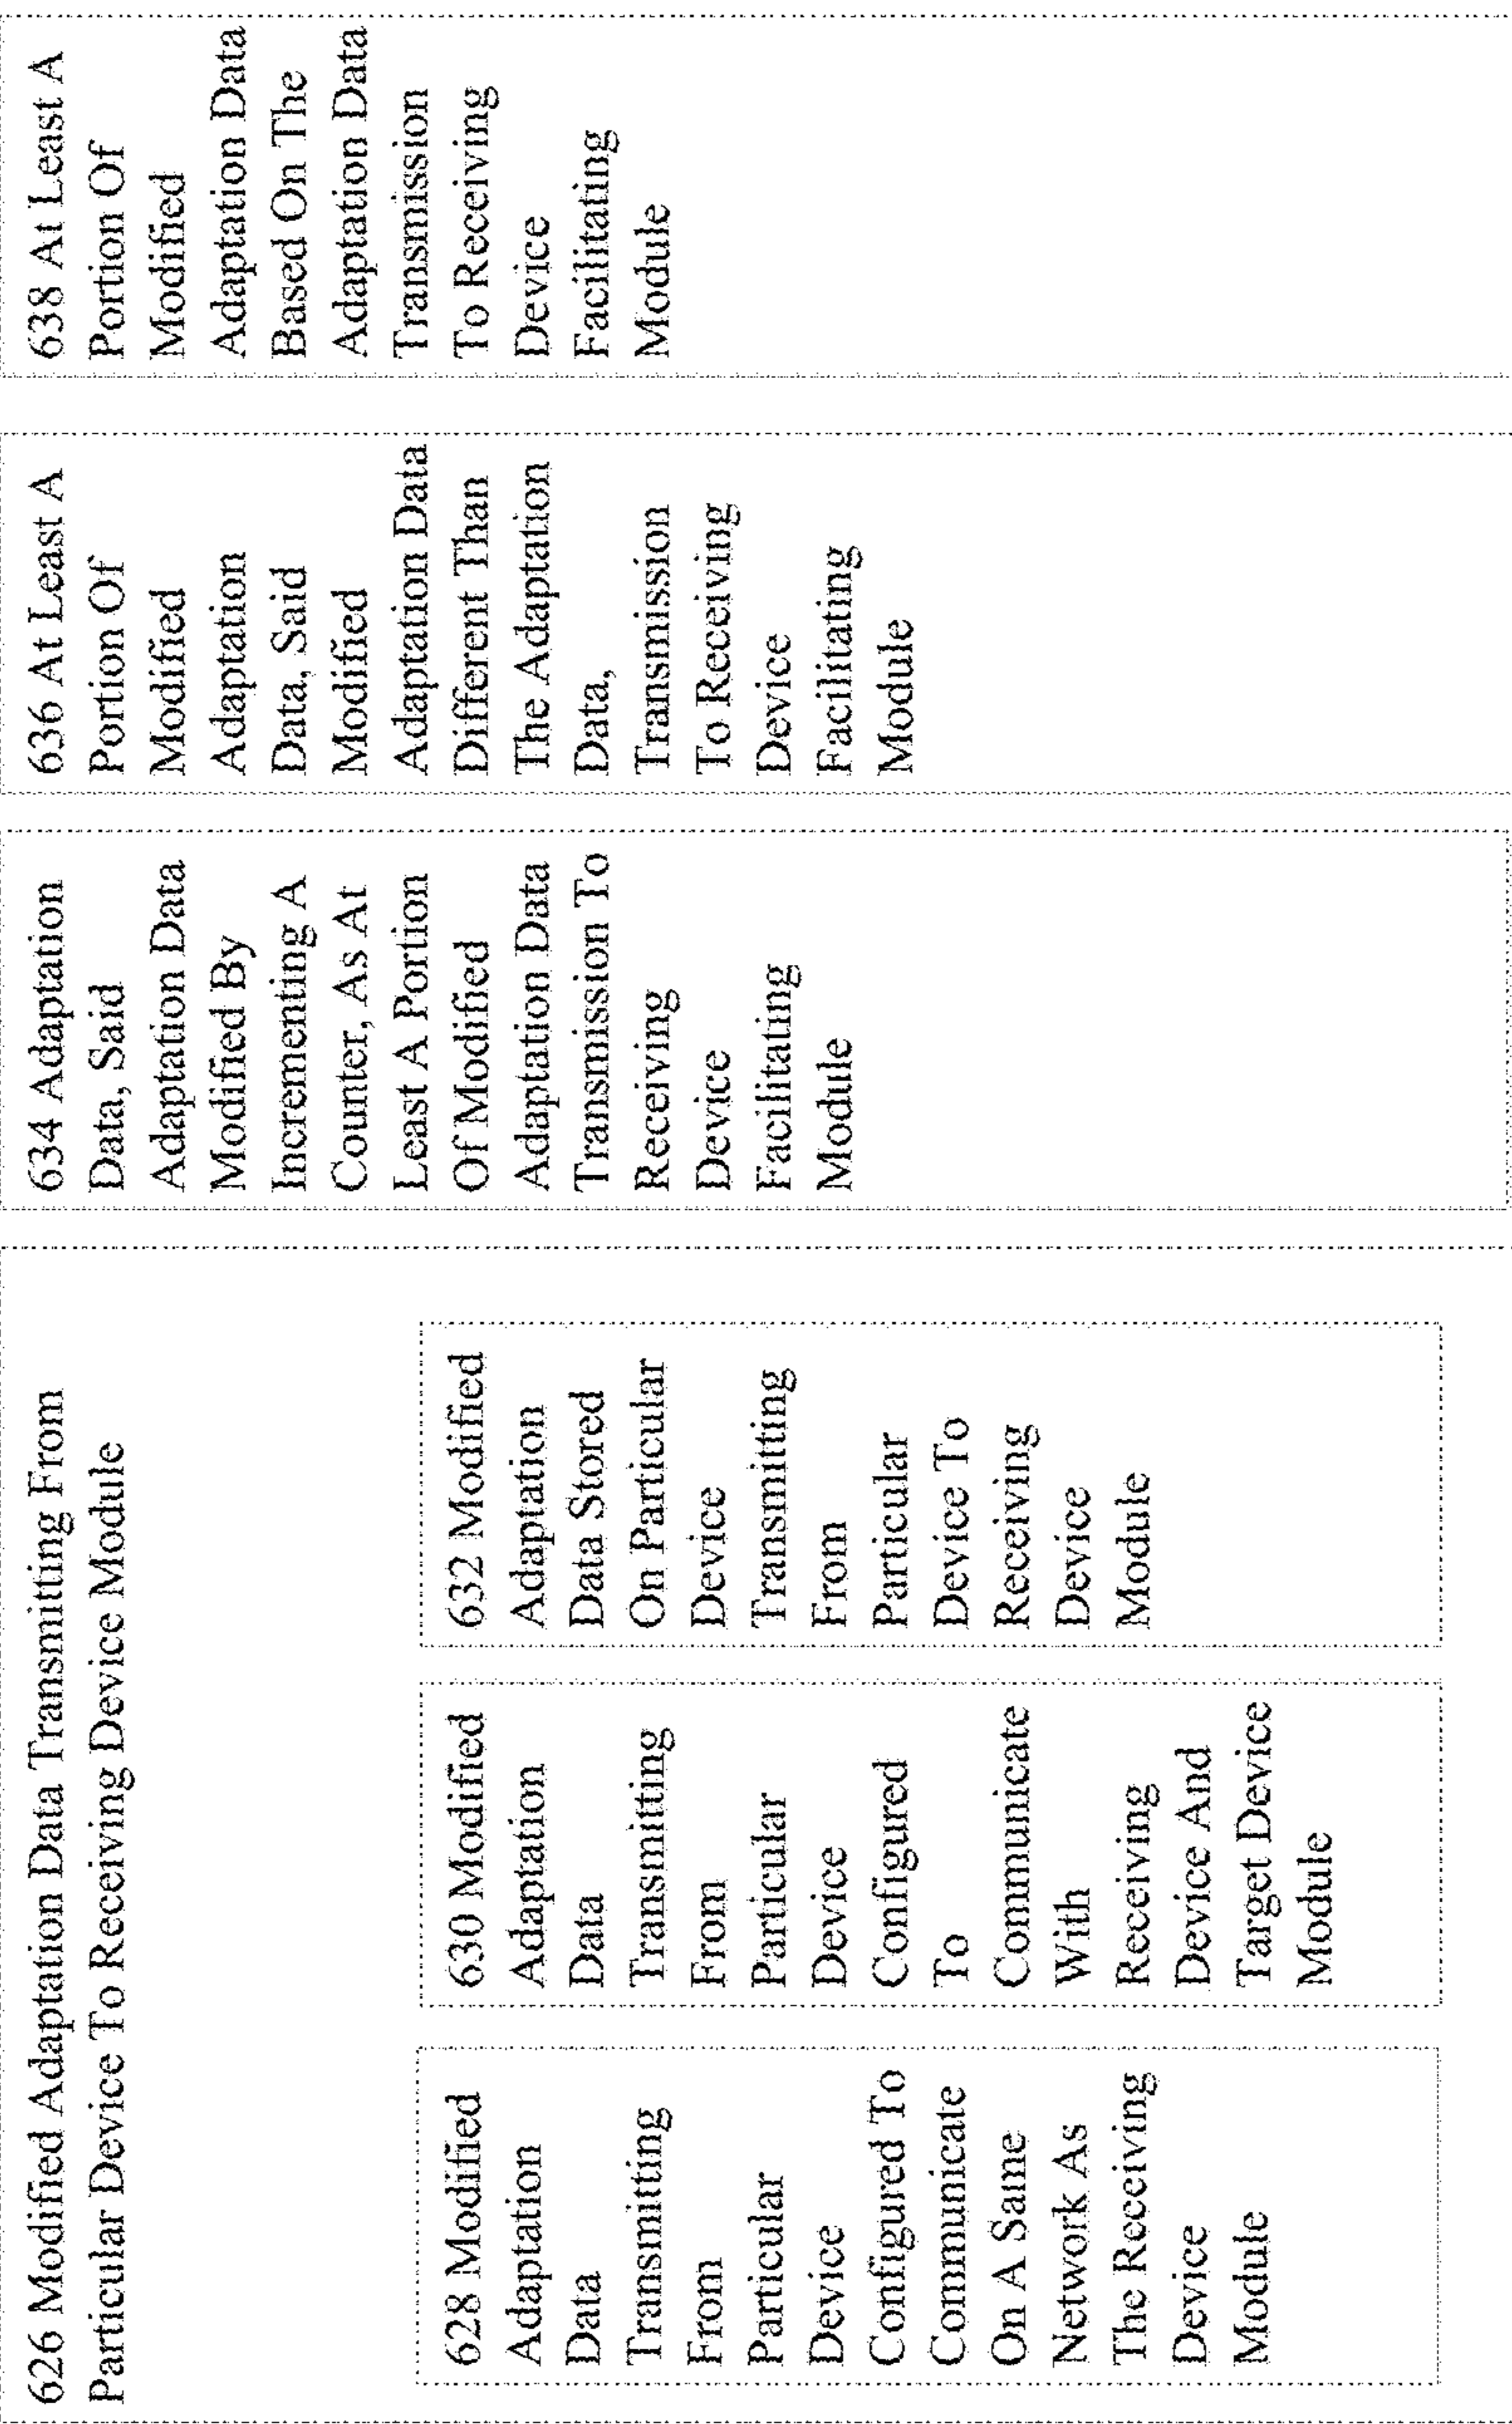 626 Modified Adaptation Data Transmitting From
Particular Device To Receiving Device Module
628 Modified
Adaptation
Data
Transmitting
From
Particular
Device
Configured To
Communicate
On A Same
Network As
The Receiving
Device
Module
630 Modified
Adaptation
Data
Transmitting
From
Particular
Device
Configured
To
Communicate
With
Receiving
Device And
Target Device
Module
632 Modified
Adaptation
Data Stored
On Particular
Device
Transmitting
From
Particular
Device To
Receiving
Device
Module
634 Adaptation
Data, Said
Adaptation Data
Modified By
Incrementing A
Counter, As At
Least A Portion
Of Modified
Adaptation Data
Transmission To
Receiving
Device
Facilitating
Module
636 At Least A
Portion Of
Modified
Adaptation
Data, Said
Modified
Adaptation Data
Different Than
The Adaptation
Data,
Transmission
To Receiving
Device
Facilitating
Module
638 At Least A
Portion Of
Modified
Adaptation Data
Based On The
Adaptation Data
Transmission
To Receiving
Device
Facilitating
Module